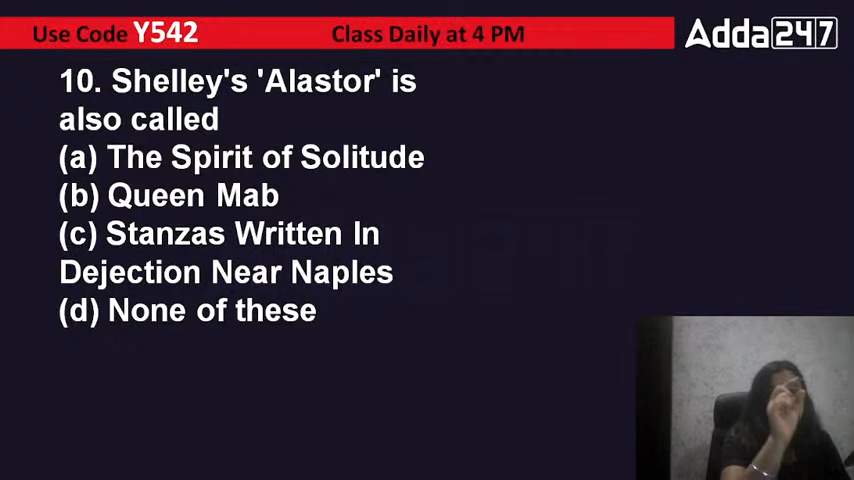 Use Code Y542
Class Daily at 4 PM
Adda247
10. Shelley's 'Alastor' is
also called
(a) The Spirit of Solitude
(b) Queen Mab
(c) Stanzas Written In
Dejection Near Naples
(d) None of these